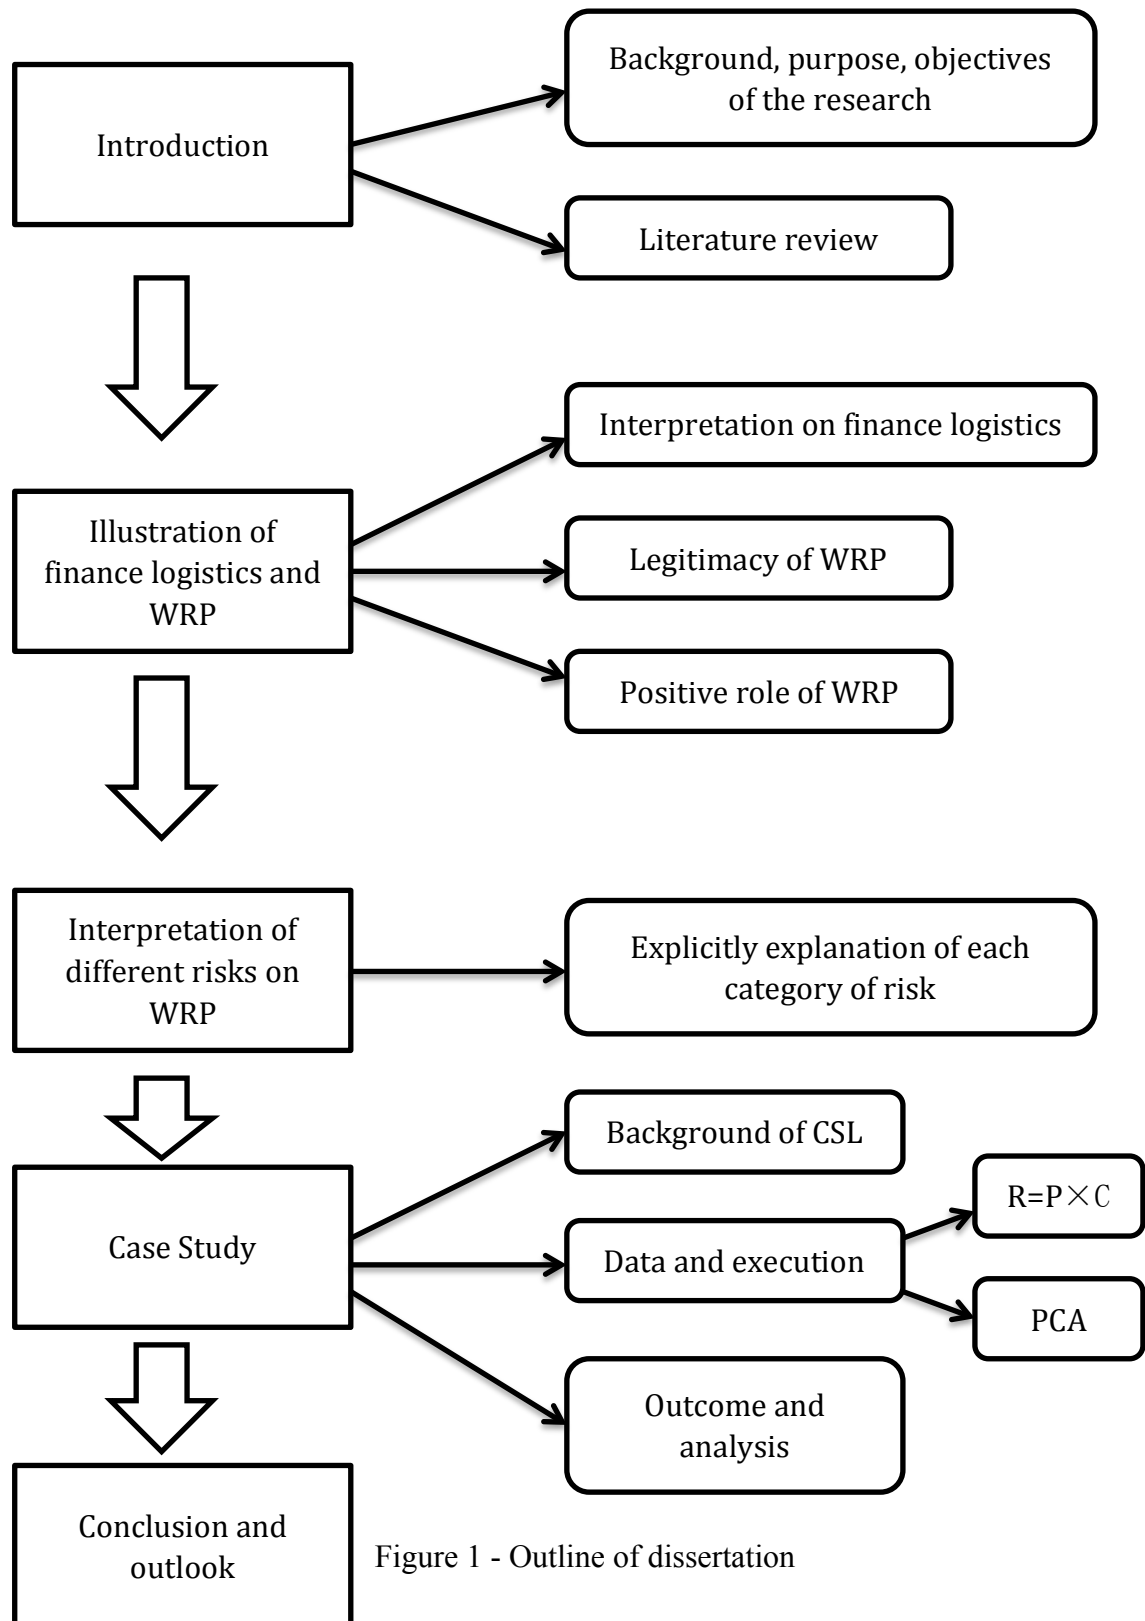 Background, purpose, objectives
of the research
Introduction
Literature review
Interpretation on finance logistics
Illustration of
finance logistics and
WRP
Legitimacy of WRP
Positive role of WRP
Interpretation of
different risks on
WRP
Explicitly explanation of each
category of risk
Background of CSL
Case Study
Data and execution
R=P×C
PCA
Outcome and
analysis
Conclusion and
outlook
Figure 1 - Outline of dissertation